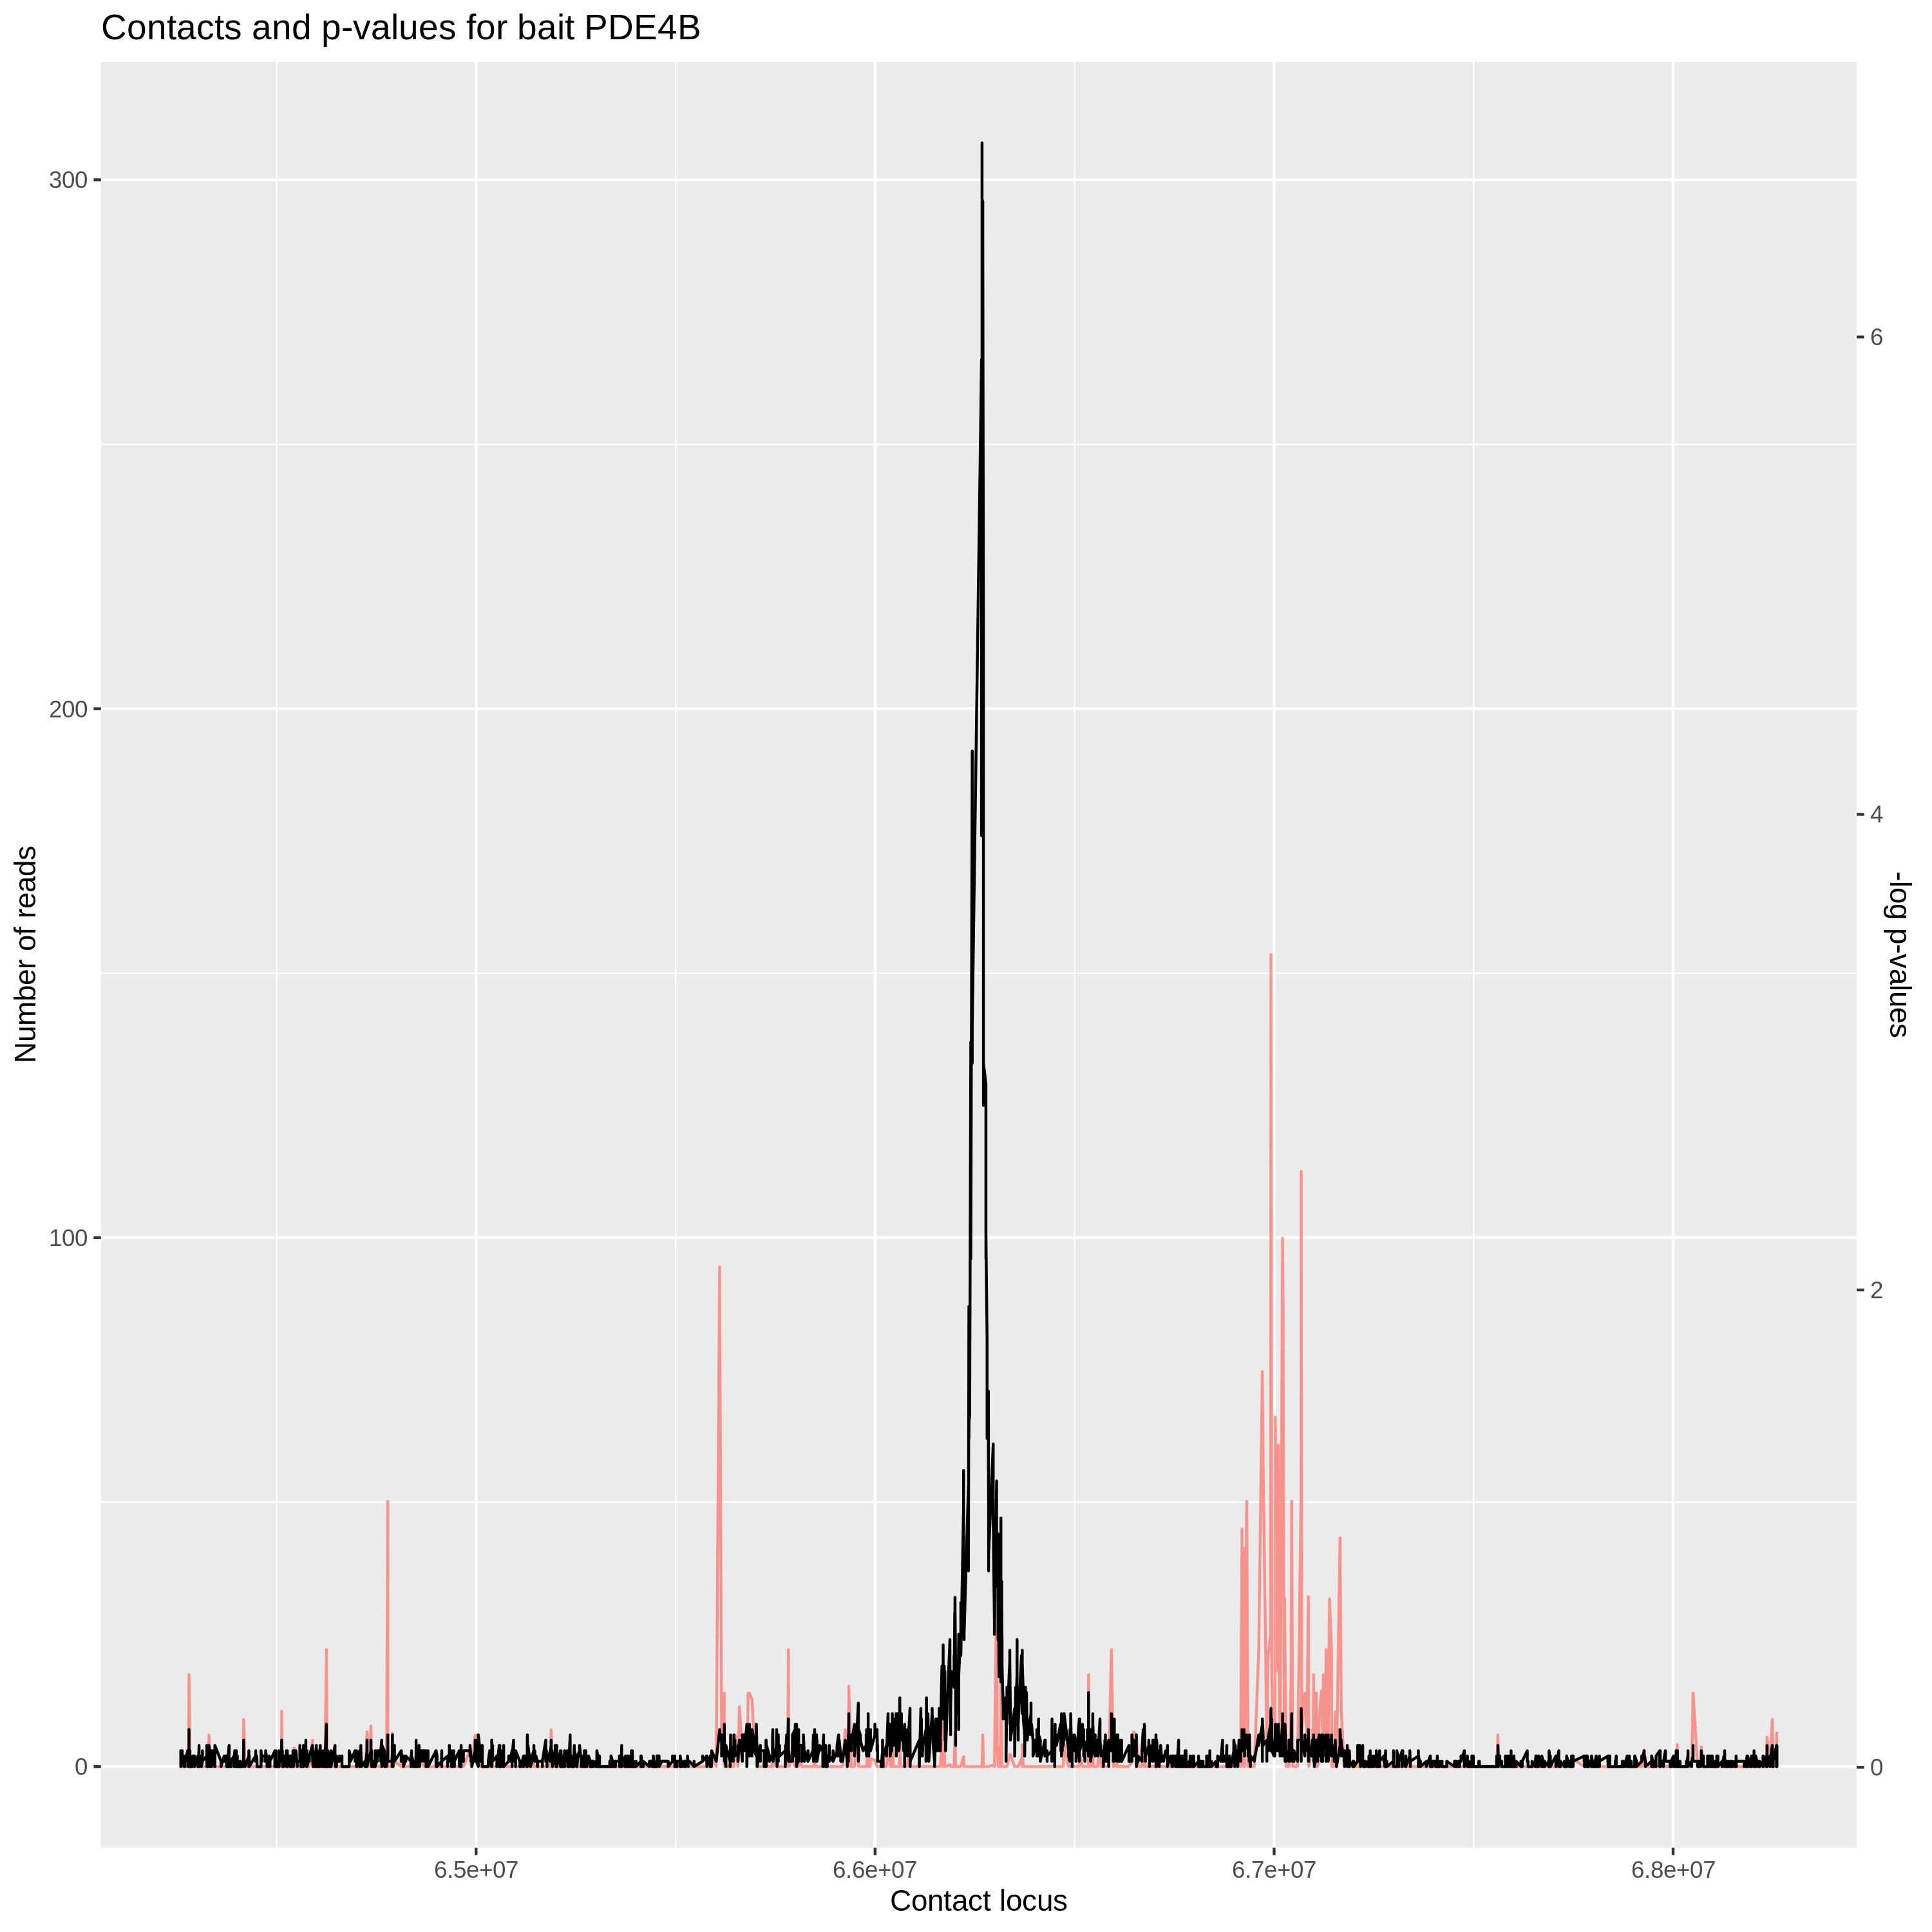 Contacts and p-values for bait PDE4B
300
200
100
0
Number of reads
6
4
2
0
-log p-values
6.5e+07
6.6e+07
6.7e+07
6.8e+07
Contact locus